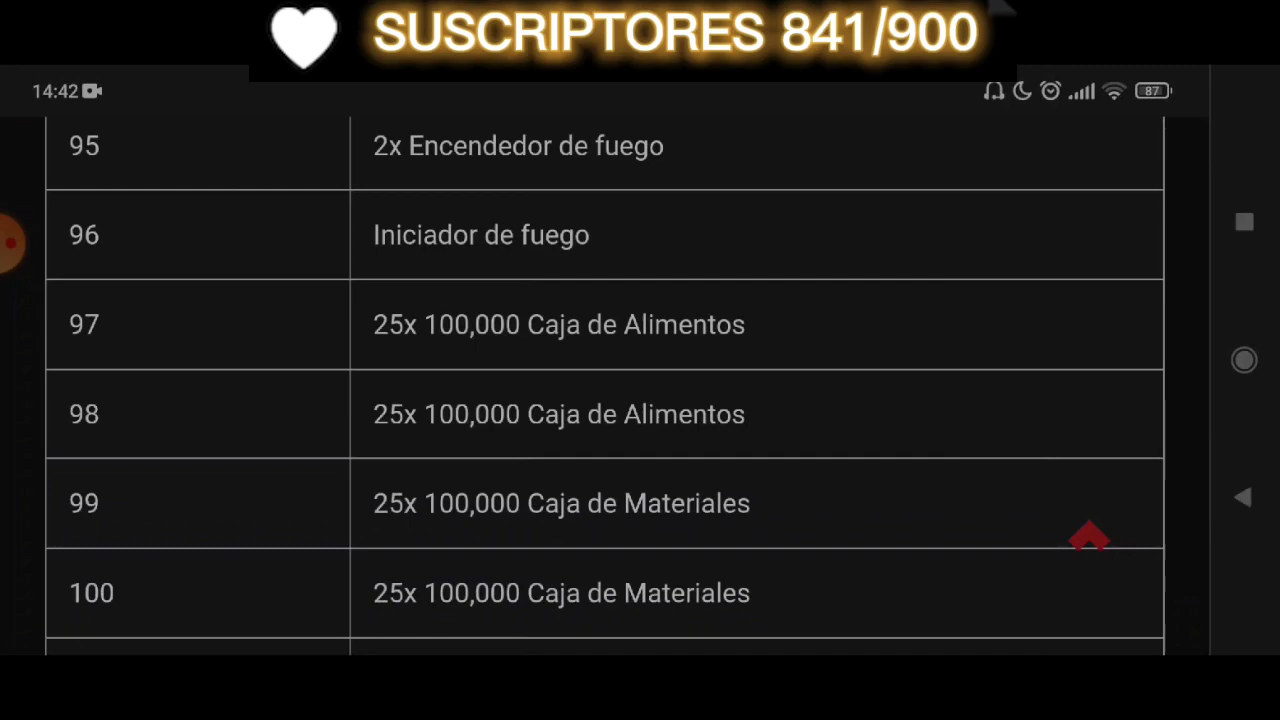 SUSCRIPTORES 841/900
14:42 87
95 2x Encendedor de fuego
96 Iniciador de fuego
97 25x 100,000 Caja de Alimentos
98 25x 100,000 Caja de Alimentos
99 25x 100,000 Caja de Materiales
100 25x 100,000 Caja de Materiales